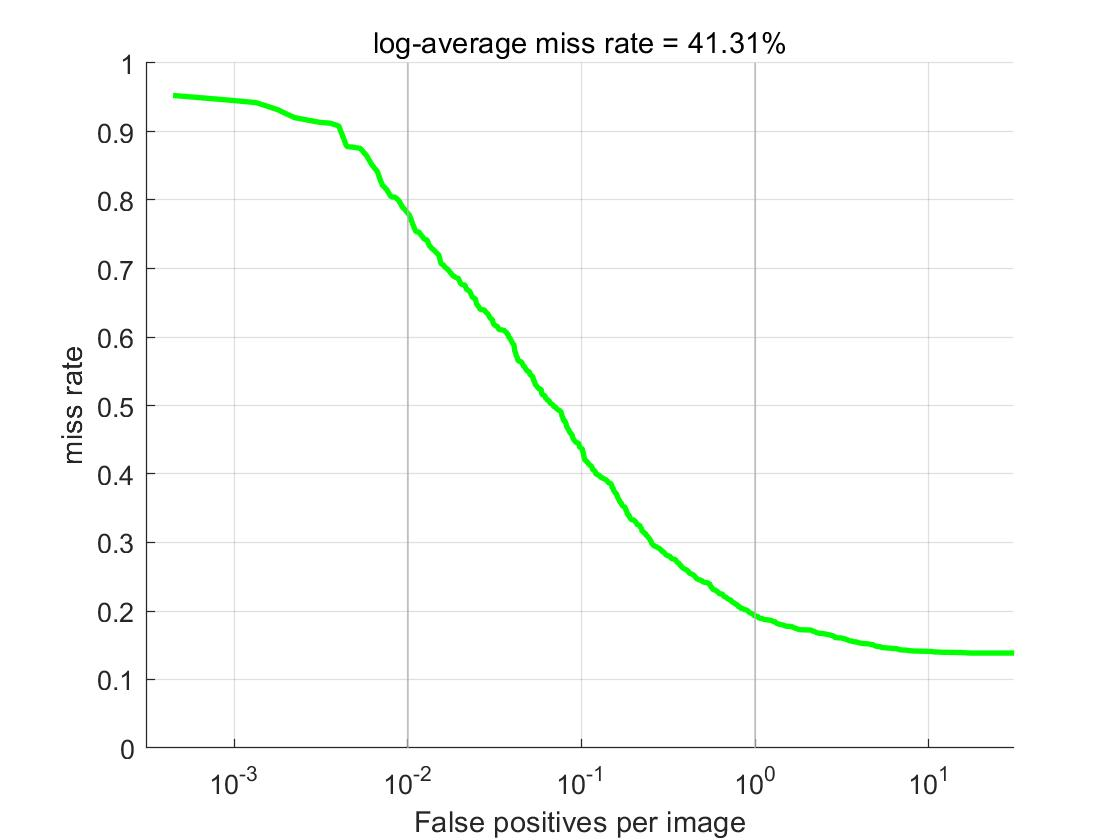 log-average miss rate = 41.31%
1
0.9
0.8
0.7
0.6
0.5
0.4
0.3
0.2
0.1
0
miss rate
10^-3 10^-2 10^-1 10^0 10^1
False positives per image